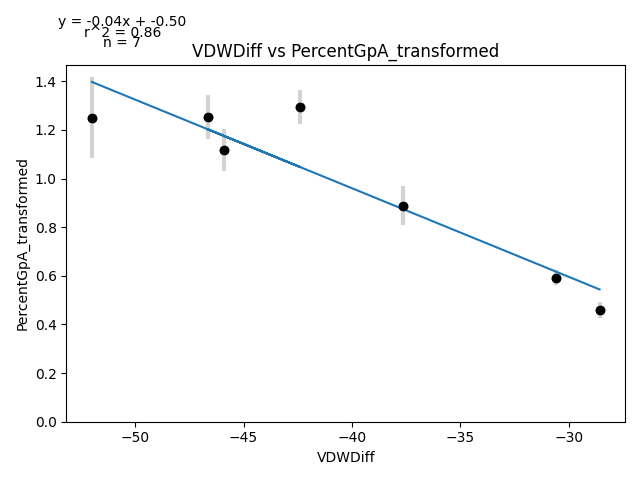 y = -0.04x + -0.50
r^2 = 0.86
n = 7
VDWDiff vs PercentGpA_transformed
1.4
1.2
1.0
0.8
0.6
0.4
0.2
0.0
PercentGpA_transformed
−50
−45
−40
−35
−30
VDWDiff